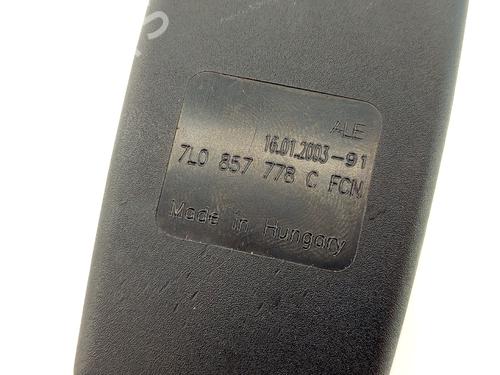 ALE
16.01.2003-91
7L0 857 778 C FCN
Made in Hungary